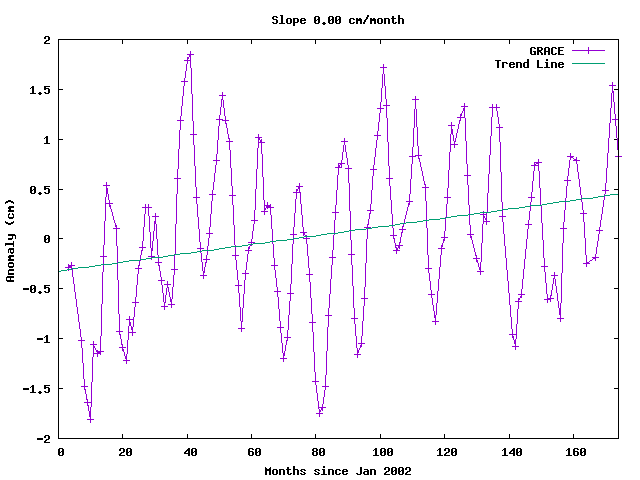 Slope 0.00 cm/month
GRACE
Trend Line
2
1.5
1
0.5
0
-0.5
-1
-1.5
-2
Anomaly (cm)
0 20 40 60 80 100 120 140 160
Months since Jan 2002